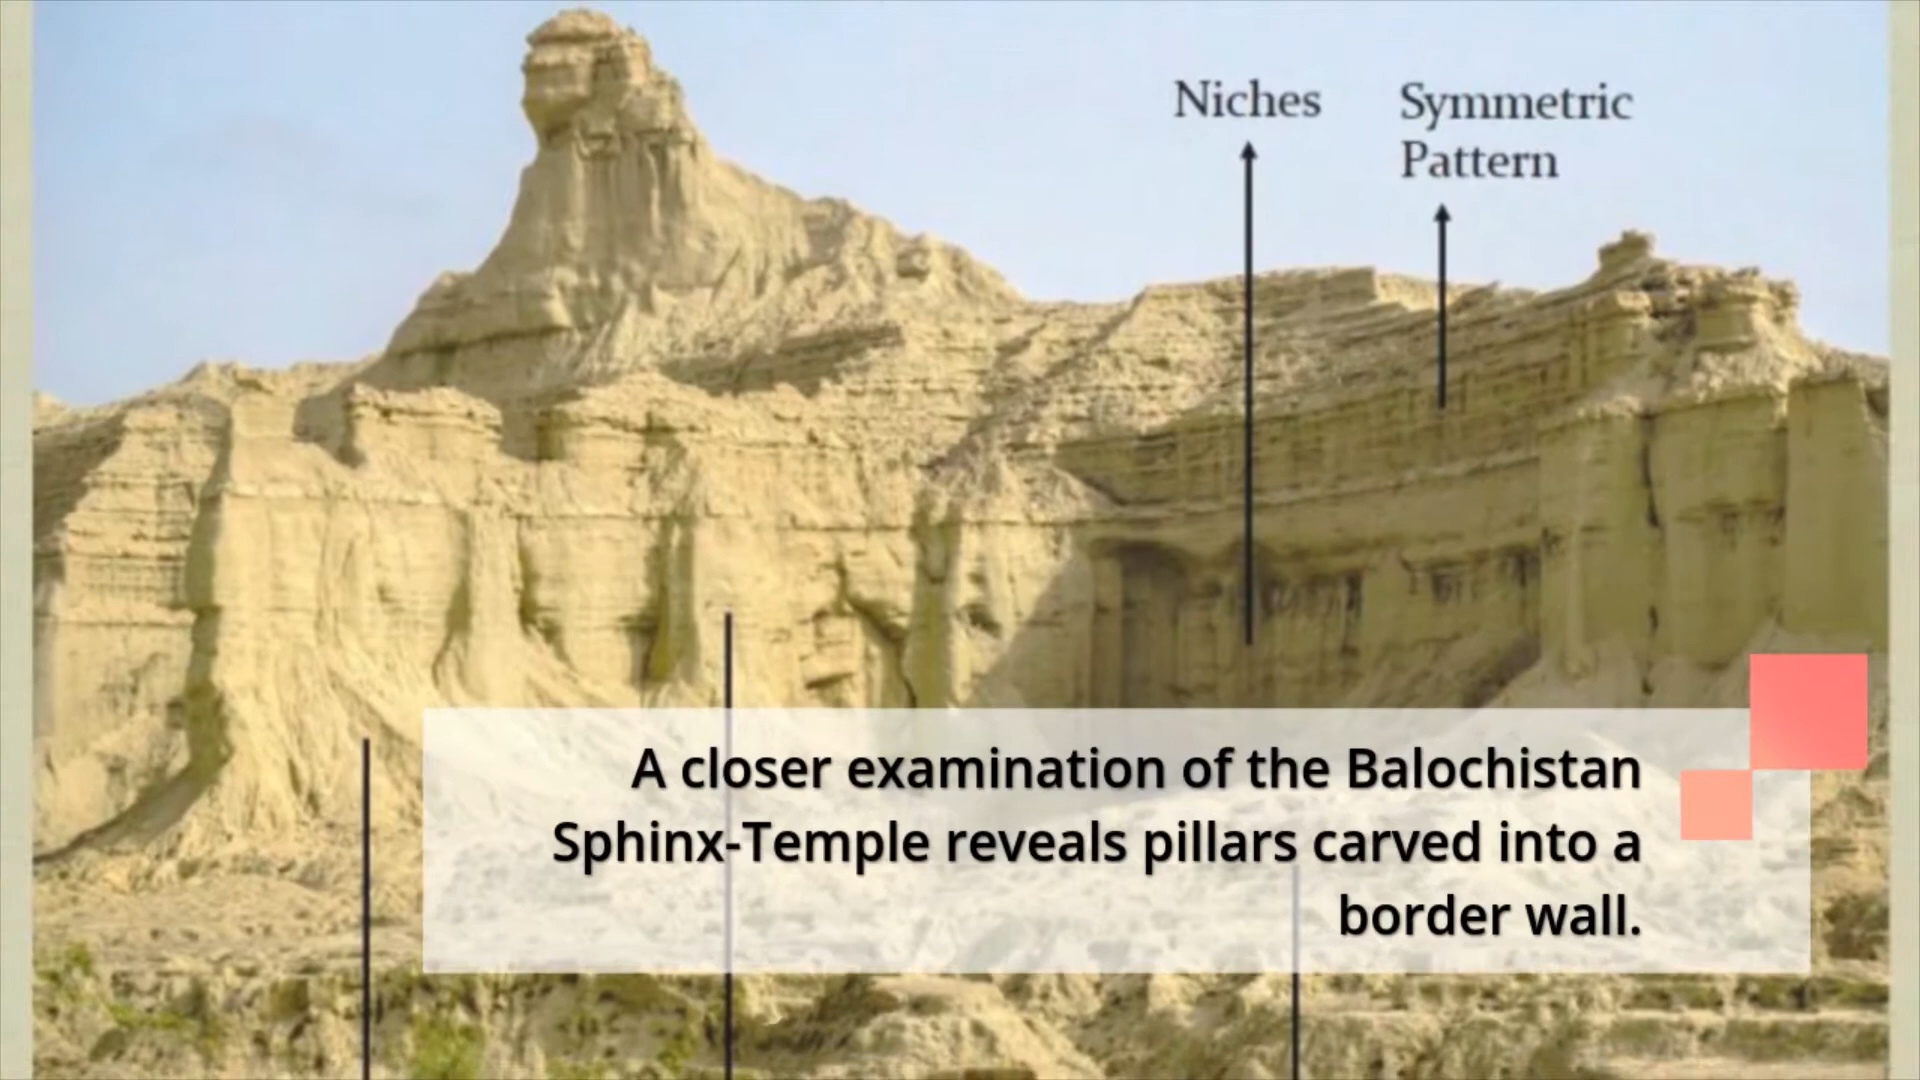 Niches
Symmetric
Pattern
A closer examination of the Balochistan
Sphinx-Temple reveals pillars carved into a
border wall.